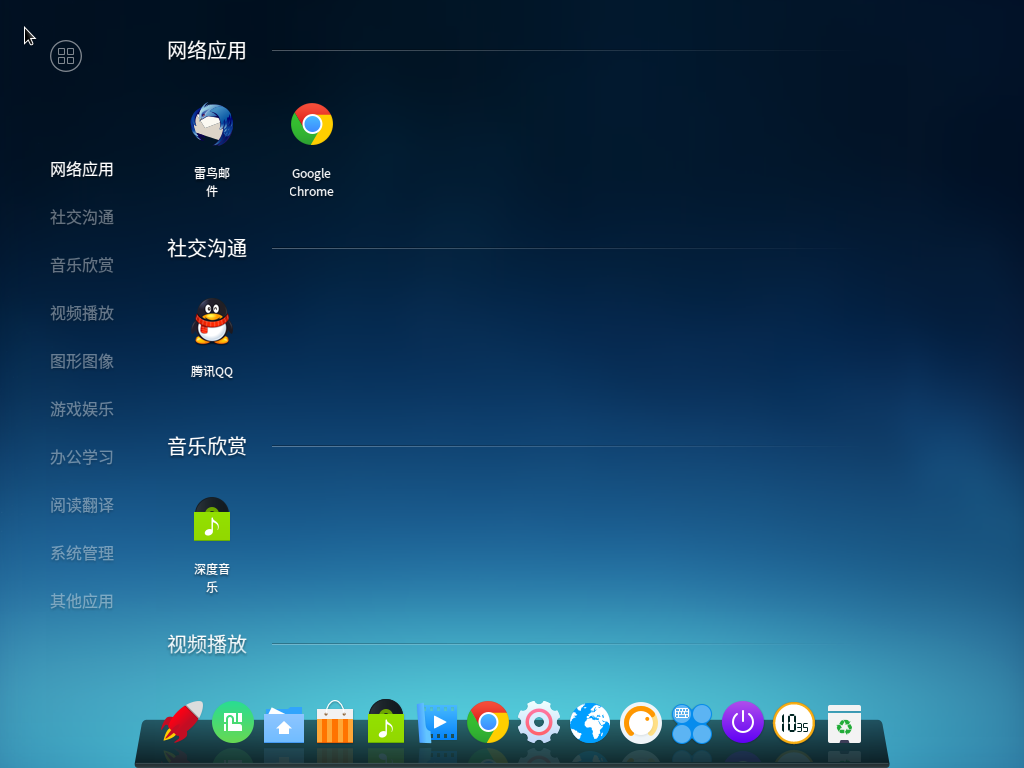 网络应用
雷鸟邮
件
Google
Chrome
社交沟通
腾讯QQ
音乐欣赏
深度音
乐
视频播放
网络应用
社交沟通
音乐欣赏
视频播放
图形图像
游戏娱乐
办公学习
阅读翻译
系统管理
其他应用
10 35